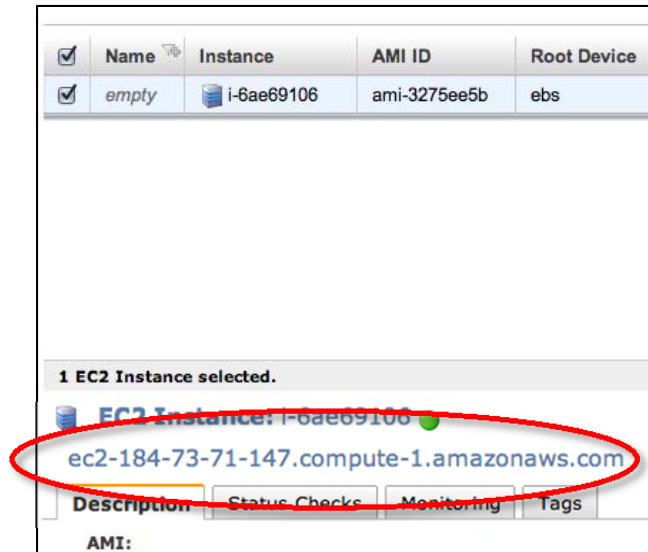 Name Instance AMI ID Root Device
empty i-6ae69106 ami-3275ee5b ebs
1 EC2 Instance selected.
EC2 Instance: i-6ae69106
ec2-184-73-71-147.compute-1.amazonaws.com
Description Status Checks Monitoring Tags
AMI: